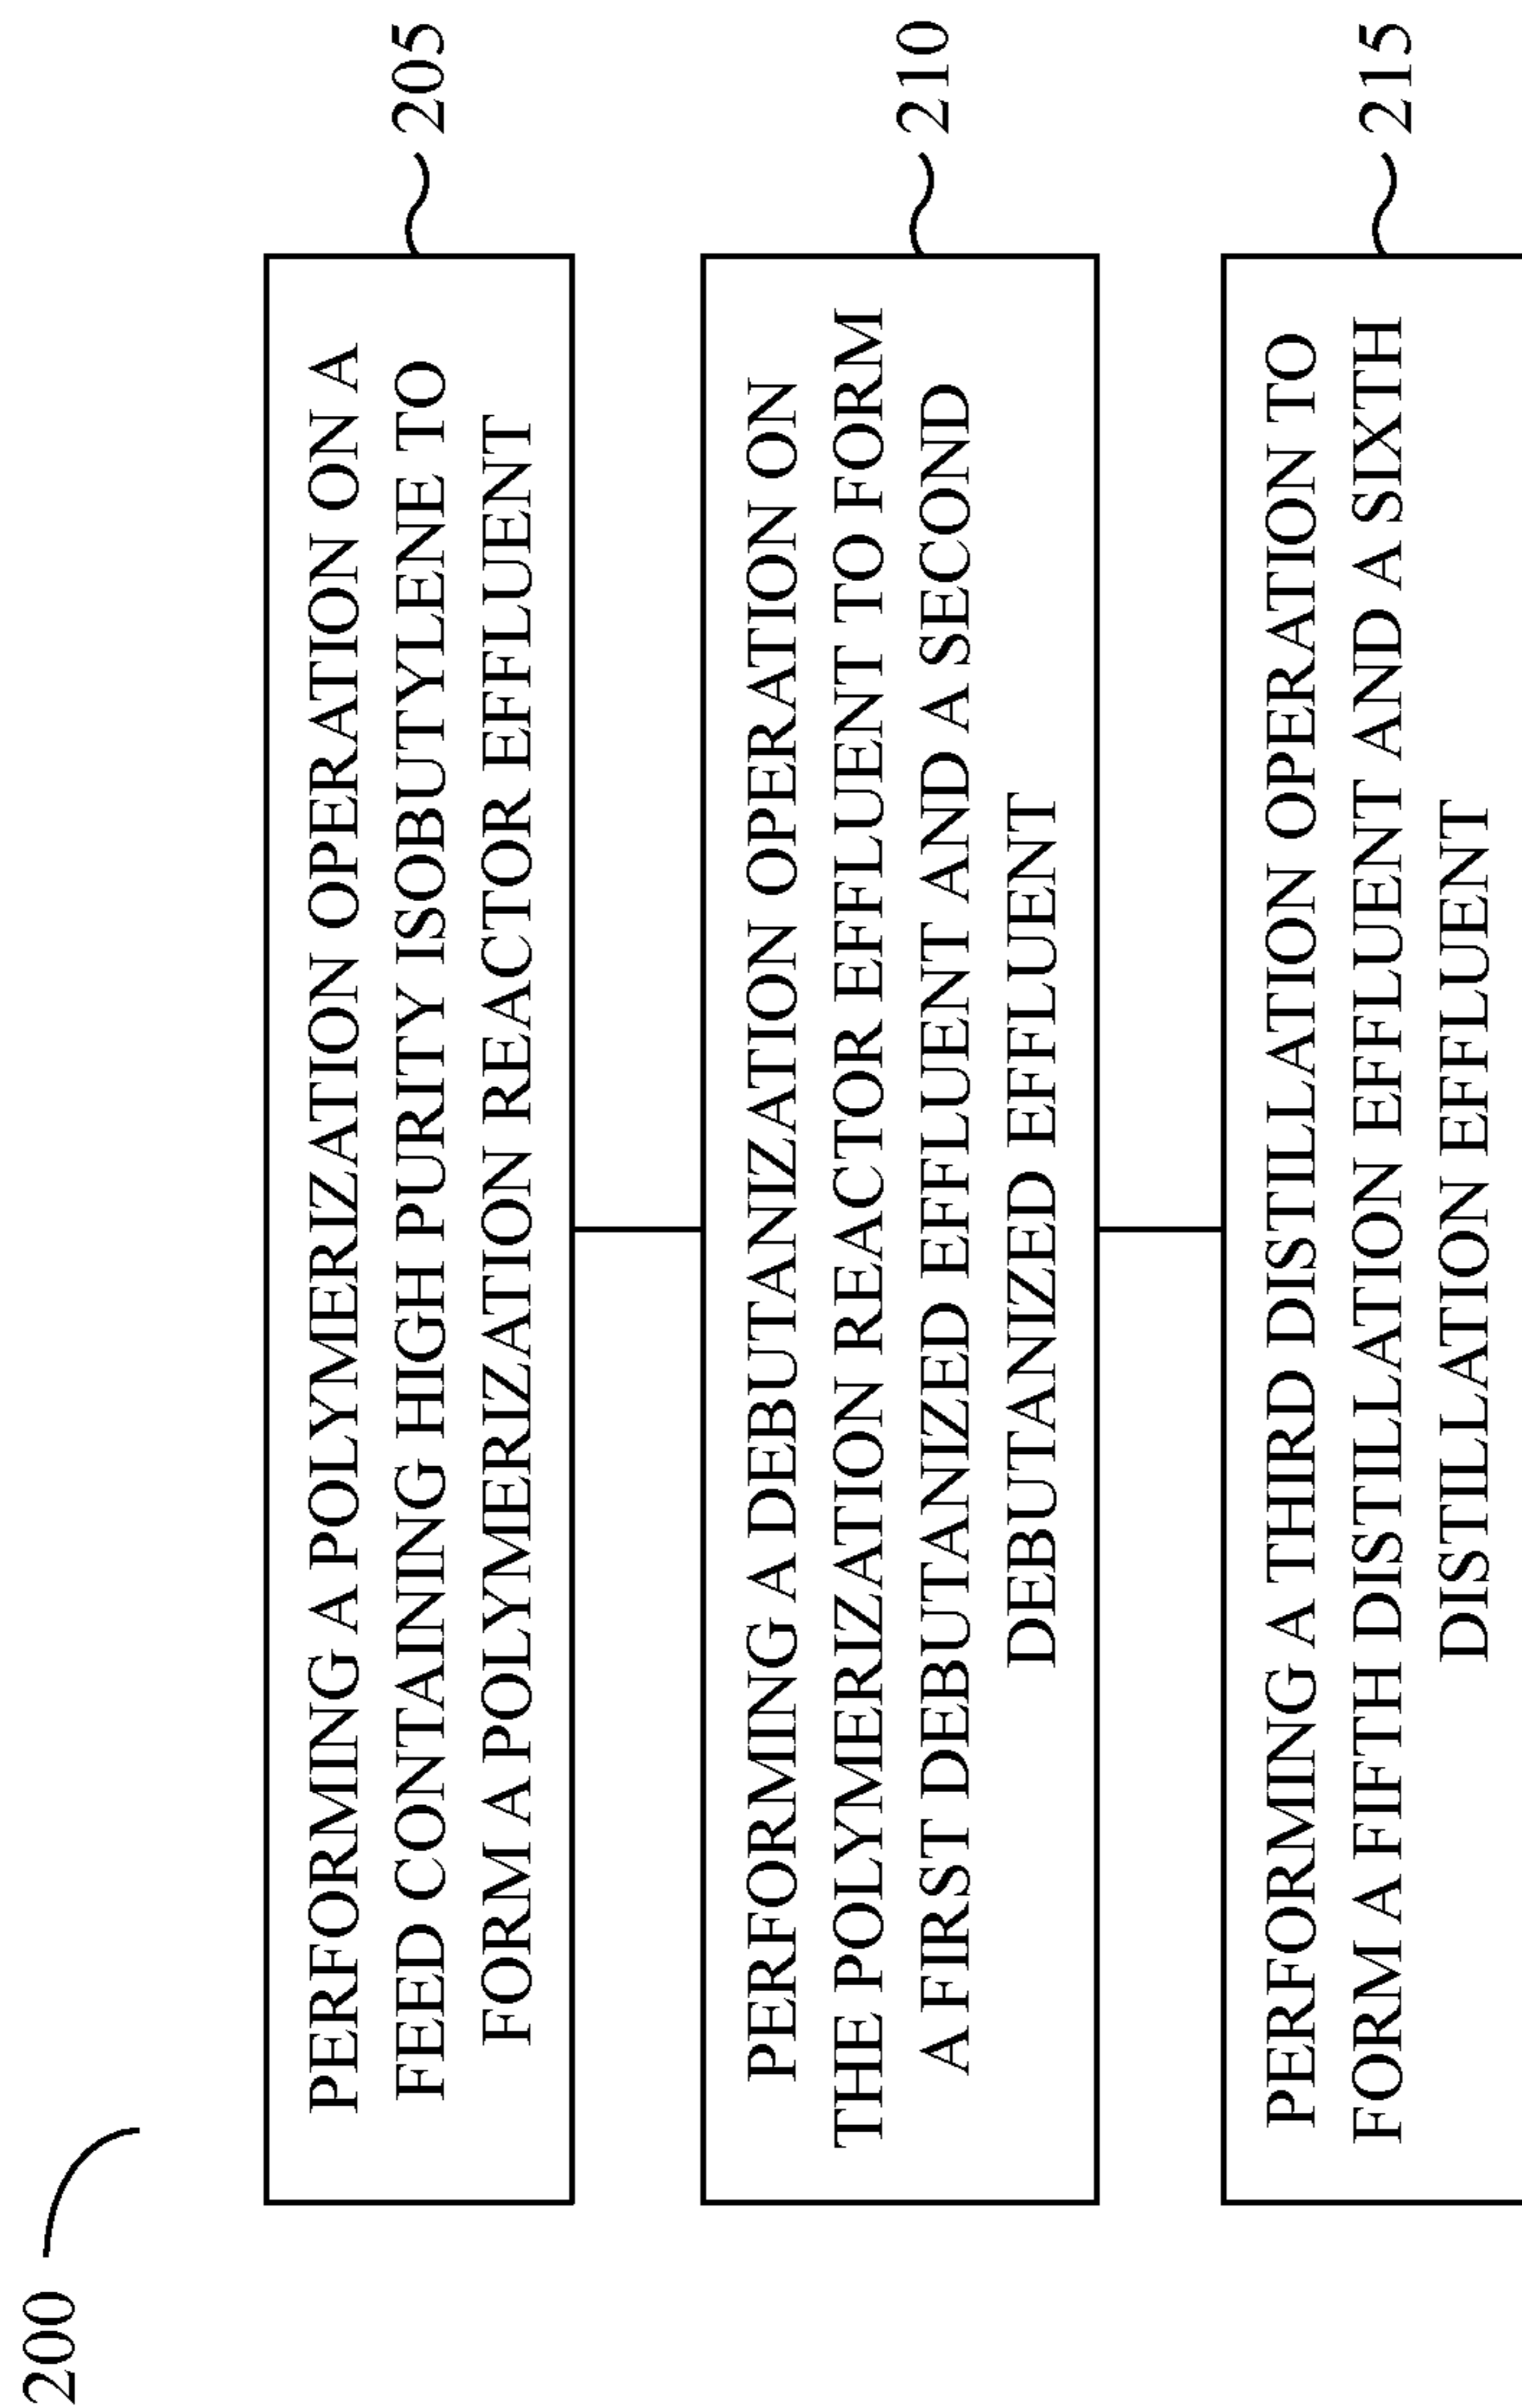 200
PERFORMING A POLYMERIZATION OPERATION ON A
FEED CONTAINING HIGH PURITY ISOBUTYLENE TO
FORM A POLYMERIZATION REACTOR EFFLUENT
205
PERFORMING A DEBUTANIZATION OPERATION ON
THE POLYMERIZATION REACTOR EFFLUENT TO FORM
A FIRST DEBUTANIZED EFFLUENT AND A SECOND
DEBUTANIZED EFFLUENT
210
PERFORMING A THIRD DISTILLATION OPERATION TO
FORM A FIFTH DISTILLATION EFFLUENT AND A SIXTH
DISTILLATION EFFLUENT
215